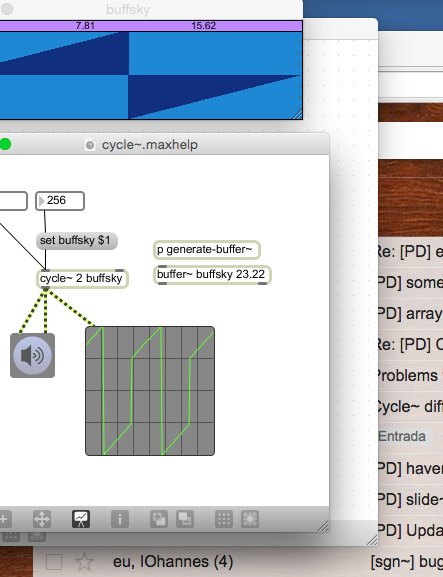 buffsky
7.81 15.62
cycle~.maxhelp
256
set buffsky $1
p generate-buffer~
cycle~ 2 buffsky
buffer~ buffsky 23.22
Re: [PD] e
PD] some
PD] array
Re: [PD] C
Problems
Cycle~ dif
Entrada
PD] haven
PD] slide~
PD] Upda
eu, IOhannes (4)
[sgn~] bug